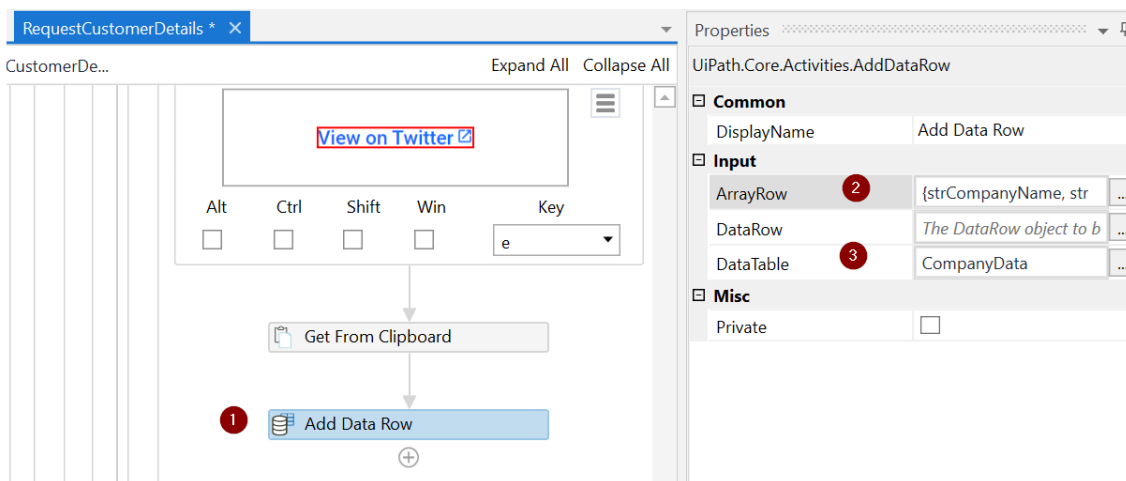 RequestCustomerDetails *
CustomerDe...
Expand All Collapse All
View on Twitter
Alt Ctrl Shift Win Key
e
Get From Clipboard
1 Add Data Row
Properties
UiPath.Core.Activities.AddDataRow
Common
DisplayName Add Data Row
Input
ArrayRow 2 {strCompanyName, str ...
DataRow The DataRow object to b ...
DataTable 3 CompanyData ...
Misc
Private